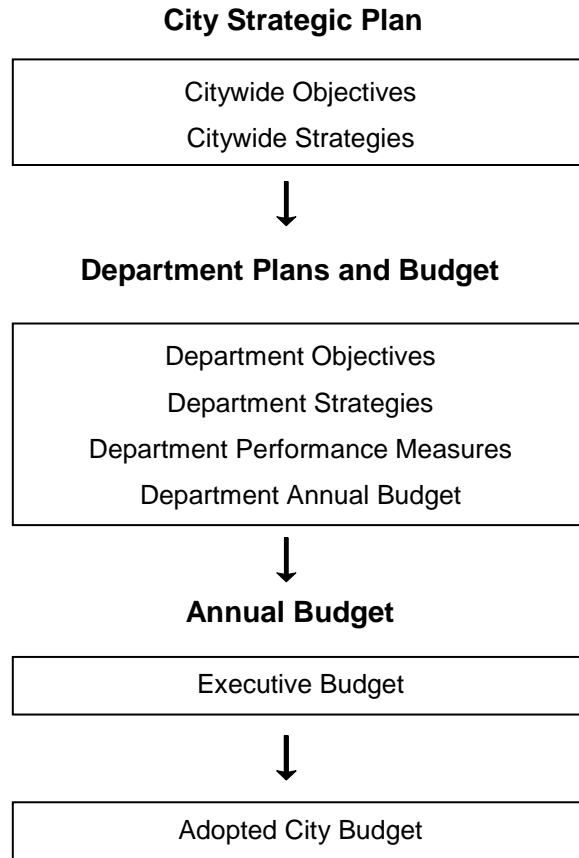 City Strategic Plan
Citywide Objectives
Citywide Strategies
Department Plans and Budget
Department Objectives
Department Strategies
Department Performance Measures
Department Annual Budget
Annual Budget
Executive Budget
Adopted City Budget